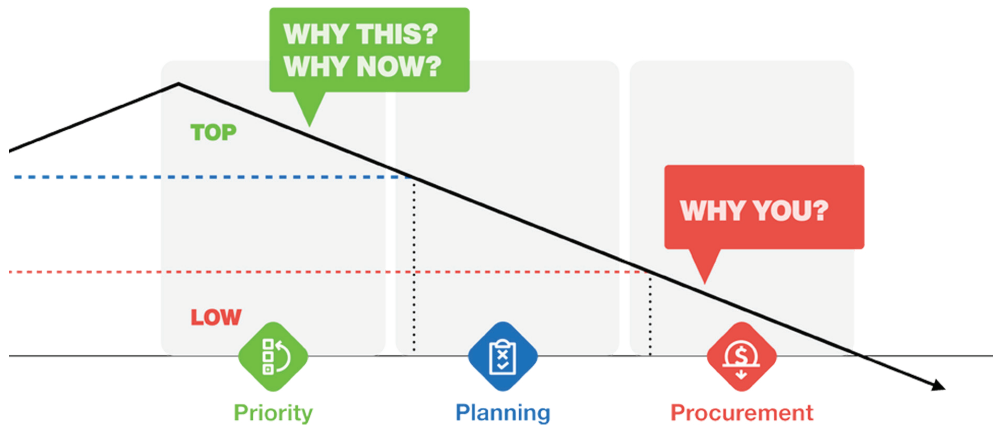 WHY THIS?
WHY NOW?
TOP
WHY YOU?
LOW
Priority
Planning
Procurement